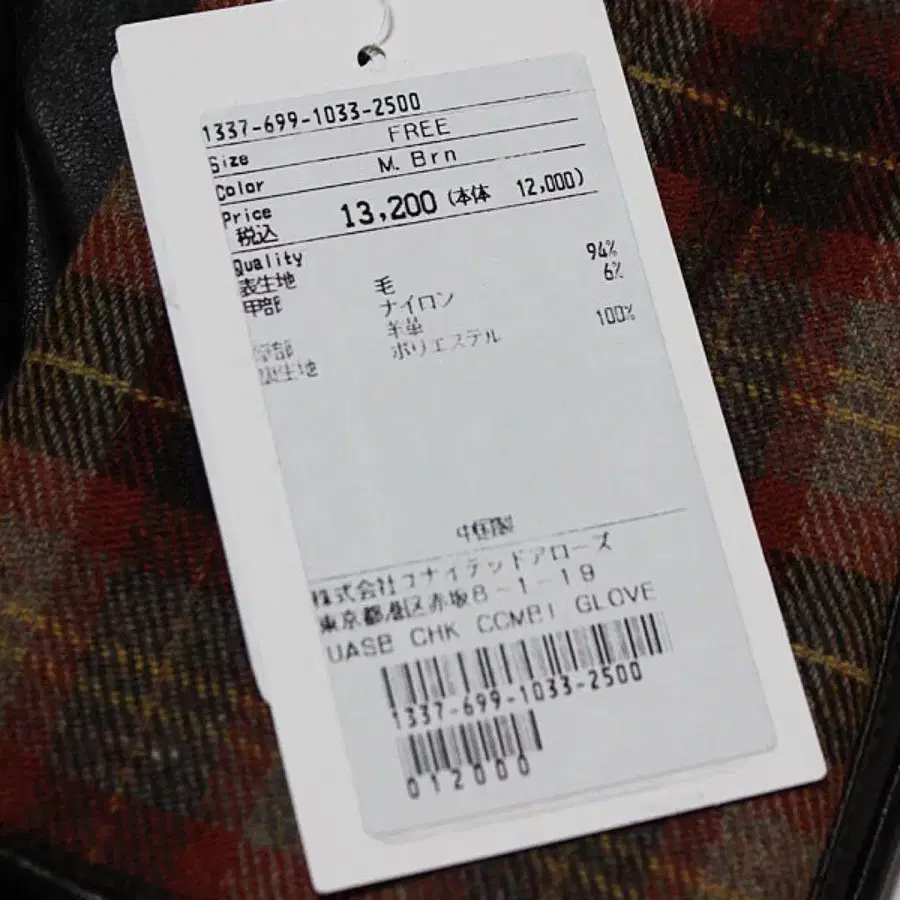 1337-699-1033-2500
Size FREE
Color M. Brn
Price 13,200 (本体 12,000)
税込
Quality
表生地 毛 94%
甲部 ナイロン 6%
羊革
部 ポリエステル 100%
生地
中国製
株式会社ユナイテッドアローズ
東京都港区赤坂8-1-19
UASB CHK COMBI GLOVE
1337-699-1033-2500
012000